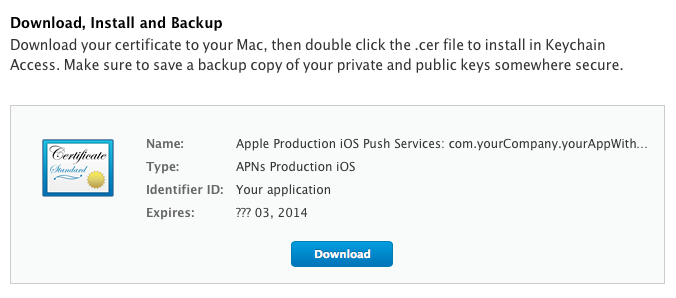 Download, Install and Backup
Download your certificate to your Mac, then double click the .cer file to install in Keychain
Access. Make sure to save a backup copy of your private and public keys somewhere secure.
Certificate
Standard
Name: Apple Production iOS Push Services: com.yourCompany.yourAppWith...
Type: APNs Production iOS
Identifier ID: Your application
Expires: ??? 03, 2014
Download